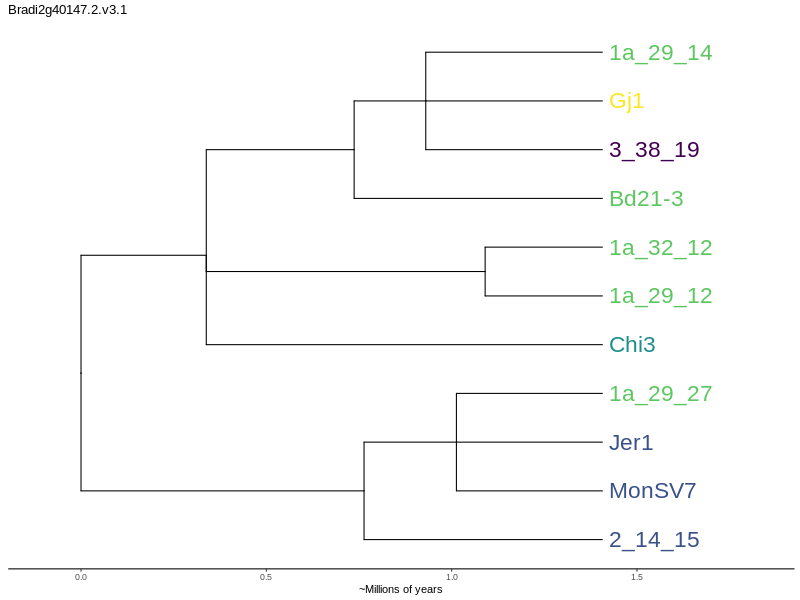 Bradi2g40147.2.v3.1
1a_29_14
Gj1
3_38_19
Bd21-3
1a_32_12
1a_29_12
Chi3
1a_29_27
Jer1
MonSV7
2_14_15
0.0 0.5 1.0 1.5
~Millions of years